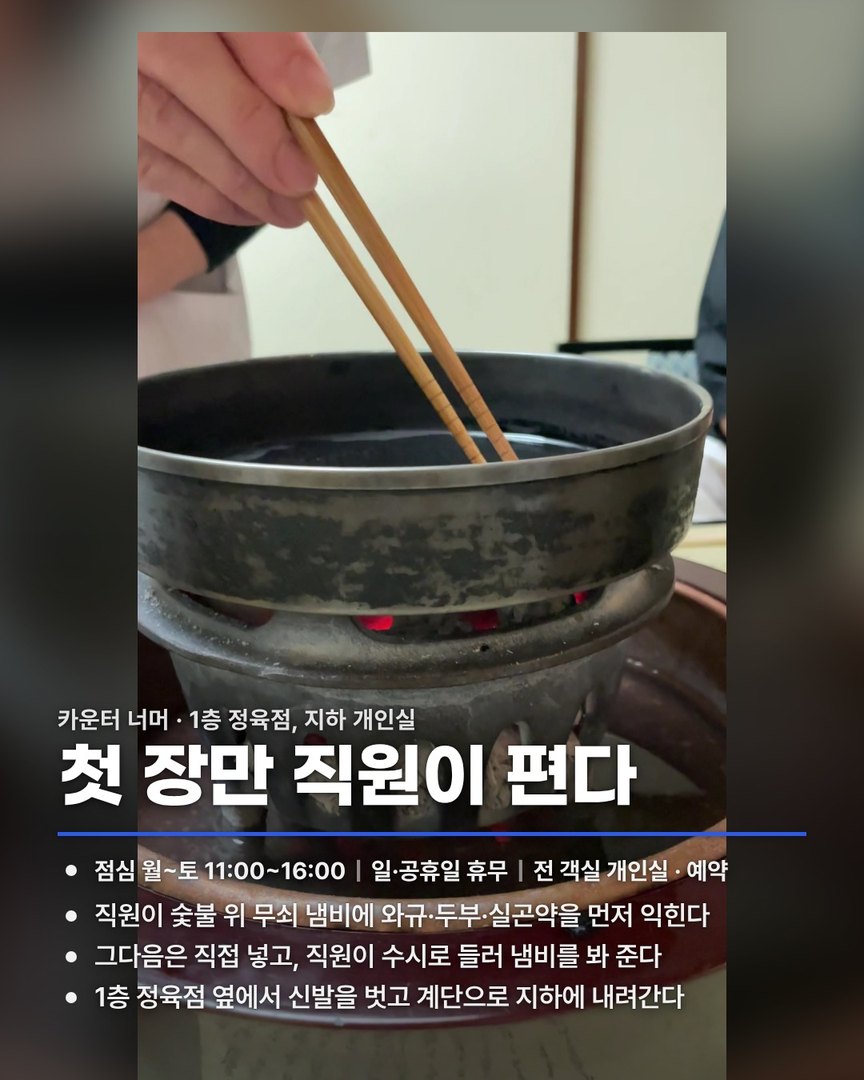 카운터 너머 · 1층 정육점, 지하 개인실
첫 장만 직원이 편다
• 점심 월~토 11:00~16:00 | 일·공휴일 휴무 | 전 객실 개인실 · 예약
• 직원이 숯불 위 무쇠 냄비에 와규·두부·실곤약을 먼저 익힌다
• 그다음은 직접 넣고, 직원이 수시로 들러 냄비를 봐 준다
• 1층 정육점 옆에서 신발을 벗고 계단으로 지하에 내려간다